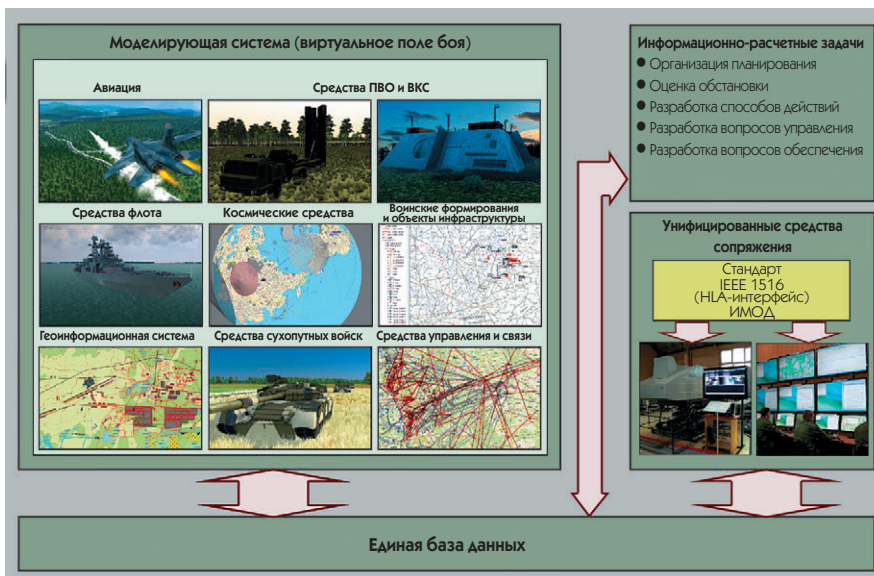 Моделирующая система (виртуальное поле боя)
Авиация
Средства ПВО и ВКС
Средства флота
Космические средства
Воинские формирования
и объекты инфраструктуры
Геоинформационная система
Средства сухопутных войск
Средства управления и связи
Информационно-расчетные задачи
● Организация планирования
● Оценка обстановки
● Разработка способов действий
● Разработка вопросов управления
● Разработка вопросов обеспечения
Унифицированные средства
сопряжения
Стандарт
IEEE 1516
(HLA-интерфейс)
ИМОД
Единая база данных